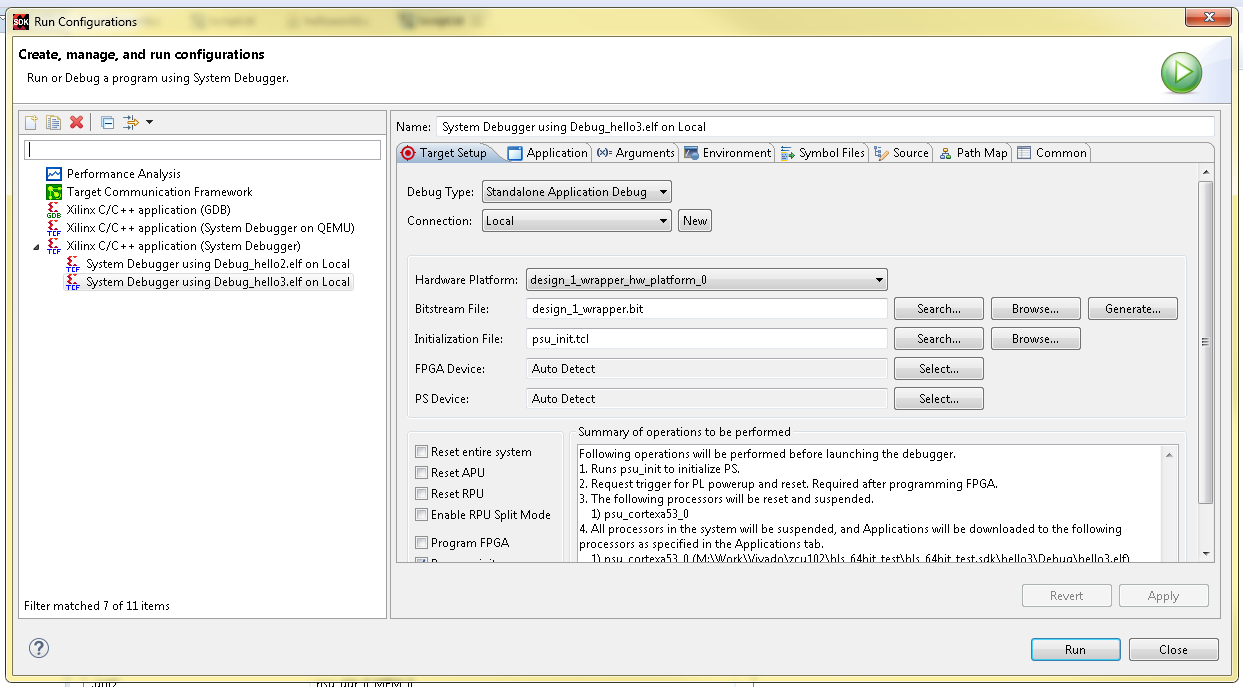 SDK Run Configurations
Create, manage, and run configurations
Run or Debug a program using System Debugger.
Name: System Debugger using Debug_hello3.elf on Local
Performance Analysis
Target Communication Framework
GDB Xilinx C/C++ application (GDB)
TCF Xilinx C/C++ application (System Debugger on QEMU)
TCF Xilinx C/C++ application (System Debugger)
TCF System Debugger using Debug_hello2.elf on Local
TCF System Debugger using Debug_hello3.elf on Local
Filter matched 7 of 11 items
Target Setup Application (x)= Arguments Environment Symbol Files Source Path Map Common
Debug Type: Standalone Application Debug
Connection: Local New
Hardware Platform: design_1_wrapper_hw_platform_0
Bitstream File: design_1_wrapper.bit Search... Browse... Generate...
Initialization File: psu_init.tcl Search... Browse...
FPGA Device: Auto Detect Select...
PS Device: Auto Detect Select...
Reset entire system
Reset APU
Reset RPU
Enable RPU Split Mode
Program FPGA
Summary of operations to be performed
Following operations will be performed before launching the debugger.
1. Runs psu_init to initialize PS.
2. Request trigger for PL powerup and reset. Required after programming FPGA.
3. The following processors will be reset and suspended.
1) psu_cortexa53_0
4. All processors in the system will be suspended, and Applications will be downloaded to the following
processors as specified in the Applications tab.
1) psu_cortexa53_0 (M:\Work\Vivado\zcu102\hls_64bit_test\hls_64bit_test.sdk\hello3\Debug\hello3.elf)
Revert Apply
? Run Close